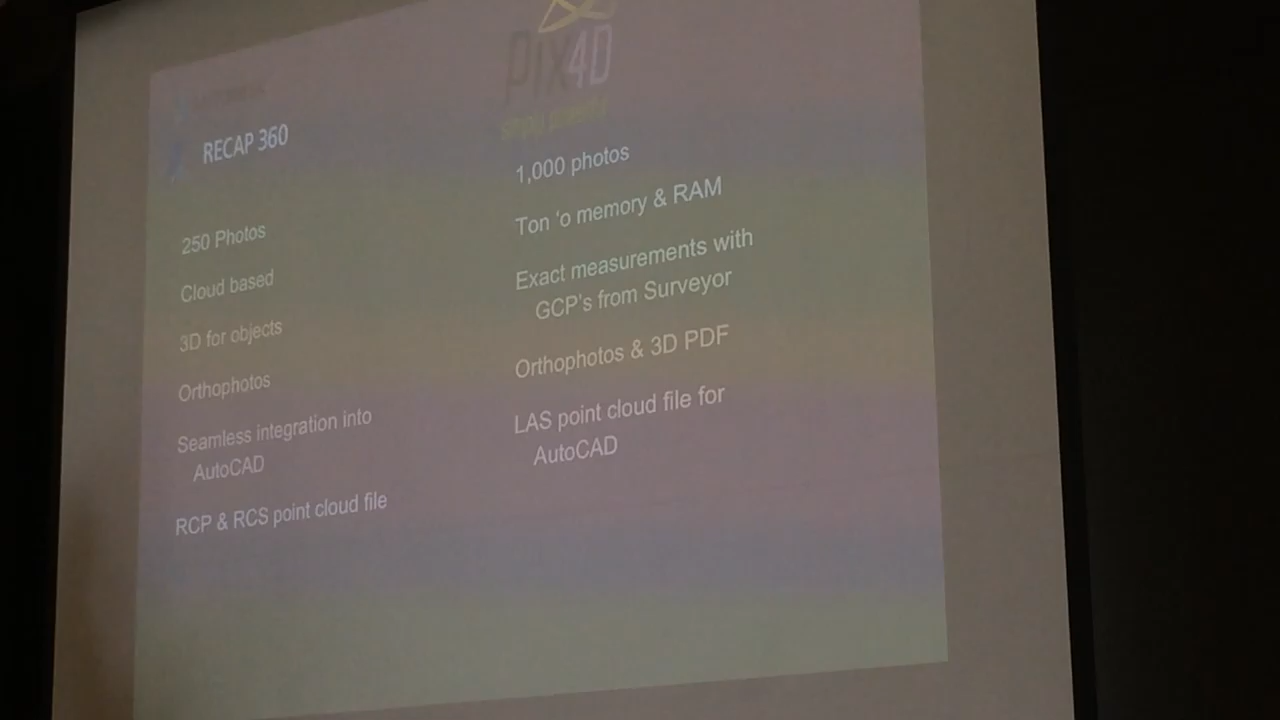 RECAP 360
250 Photos
Cloud based
3D for objects
Orthophotos
Seamless integration into
AutoCAD
RCP & RCS point cloud file
Pix4D
1,000 photos
Ton 'o memory & RAM
Exact measurements with
GCP's from Surveyor
Orthophotos & 3D PDF
LAS point cloud file for
AutoCAD